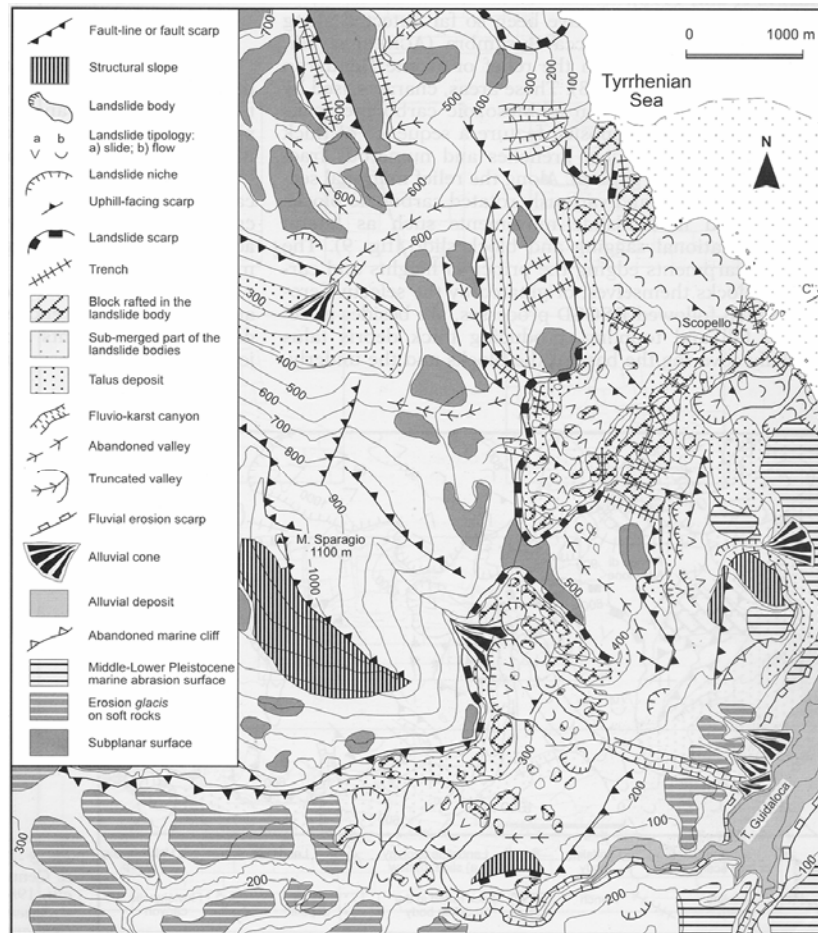 Fault-line or fault scarp
Structural slope
Landslide body
a b
Landslide tipology:
a) slide; b) flow
Landslide niche
Uphill-facing scarp
Landslide scarp
Trench
Block rafted in the
landslide body
Sub-merged part of the
landslide bodies
Talus deposit
Fluvio-karst canyon
Abandoned valley
Truncated valley
Fluvial erosion scarp
Alluvial cone
Alluvial deposit
Abandoned marine cliff
Middle-Lower Pleistocene
marine abrasion surface
Erosion glacis
on soft rocks
Subplanar surface
0 1000 m
Tyrrhenian
Sea
N
700
600
500
400
300
200
100
600
600
600
C'
Scopello
300
400
500
600
700
800
900
1000
M. Sparagio
1100 m
C
500
400
300
200
100
T. Guidaloca
300
200
200
100